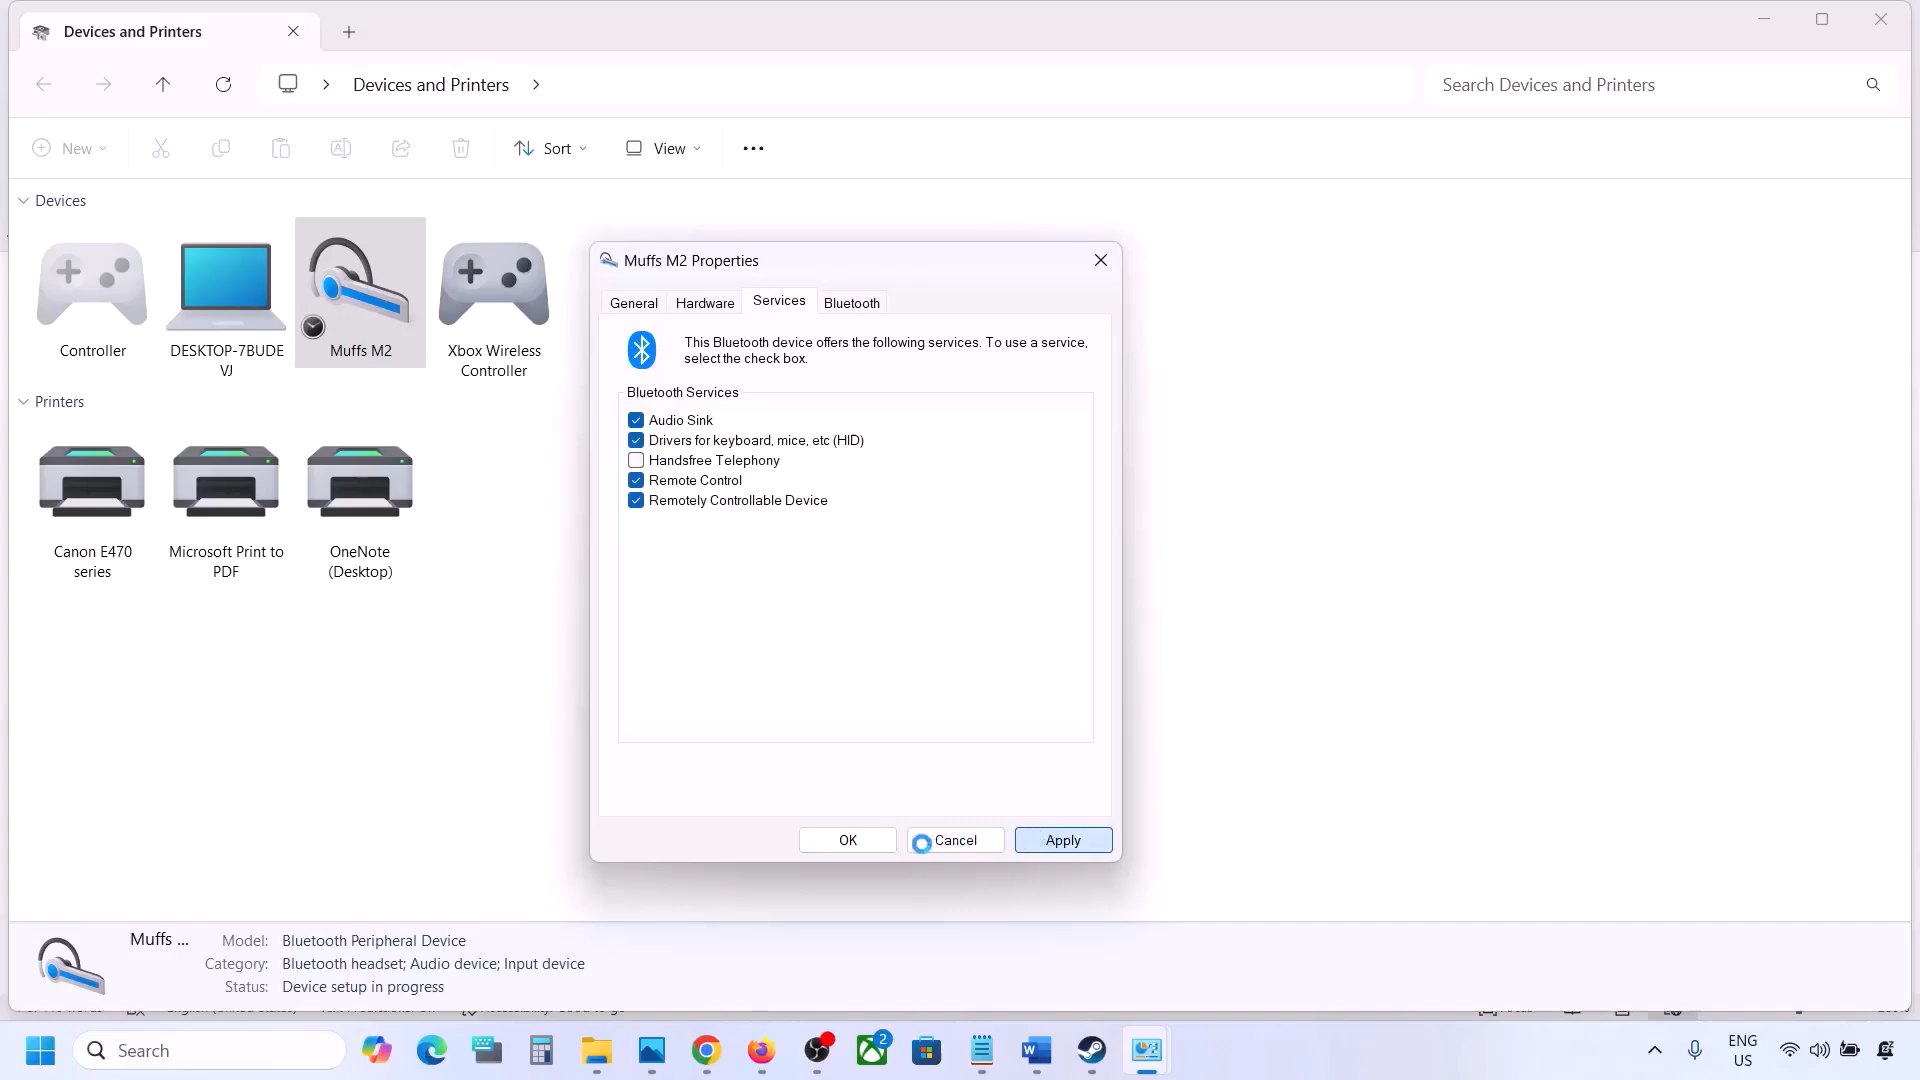 Devices and Printers
Devices and Printers
Search Devices and Printers
New
Sort
View
Devices
Controller
DESKTOP-7BUDE
VJ
Muffs M2
Xbox Wireless
Controller
Printers
Canon E470
series
Microsoft Print to
PDF
OneNote
(Desktop)
Muffs M2 Properties
General
Hardware
Services
Bluetooth
This Bluetooth device offers the following services. To use a service,
select the check box.
Bluetooth Services
Audio Sink
Drivers for keyboard, mice, etc (HID)
Handsfree Telephony
Remote Control
Remotely Controllable Device
OK
Cancel
Apply
Muffs ...
Model: Bluetooth Peripheral Device
Category: Bluetooth headset; Audio device; Input device
Status: Device setup in progress
Search
2
ENG
US